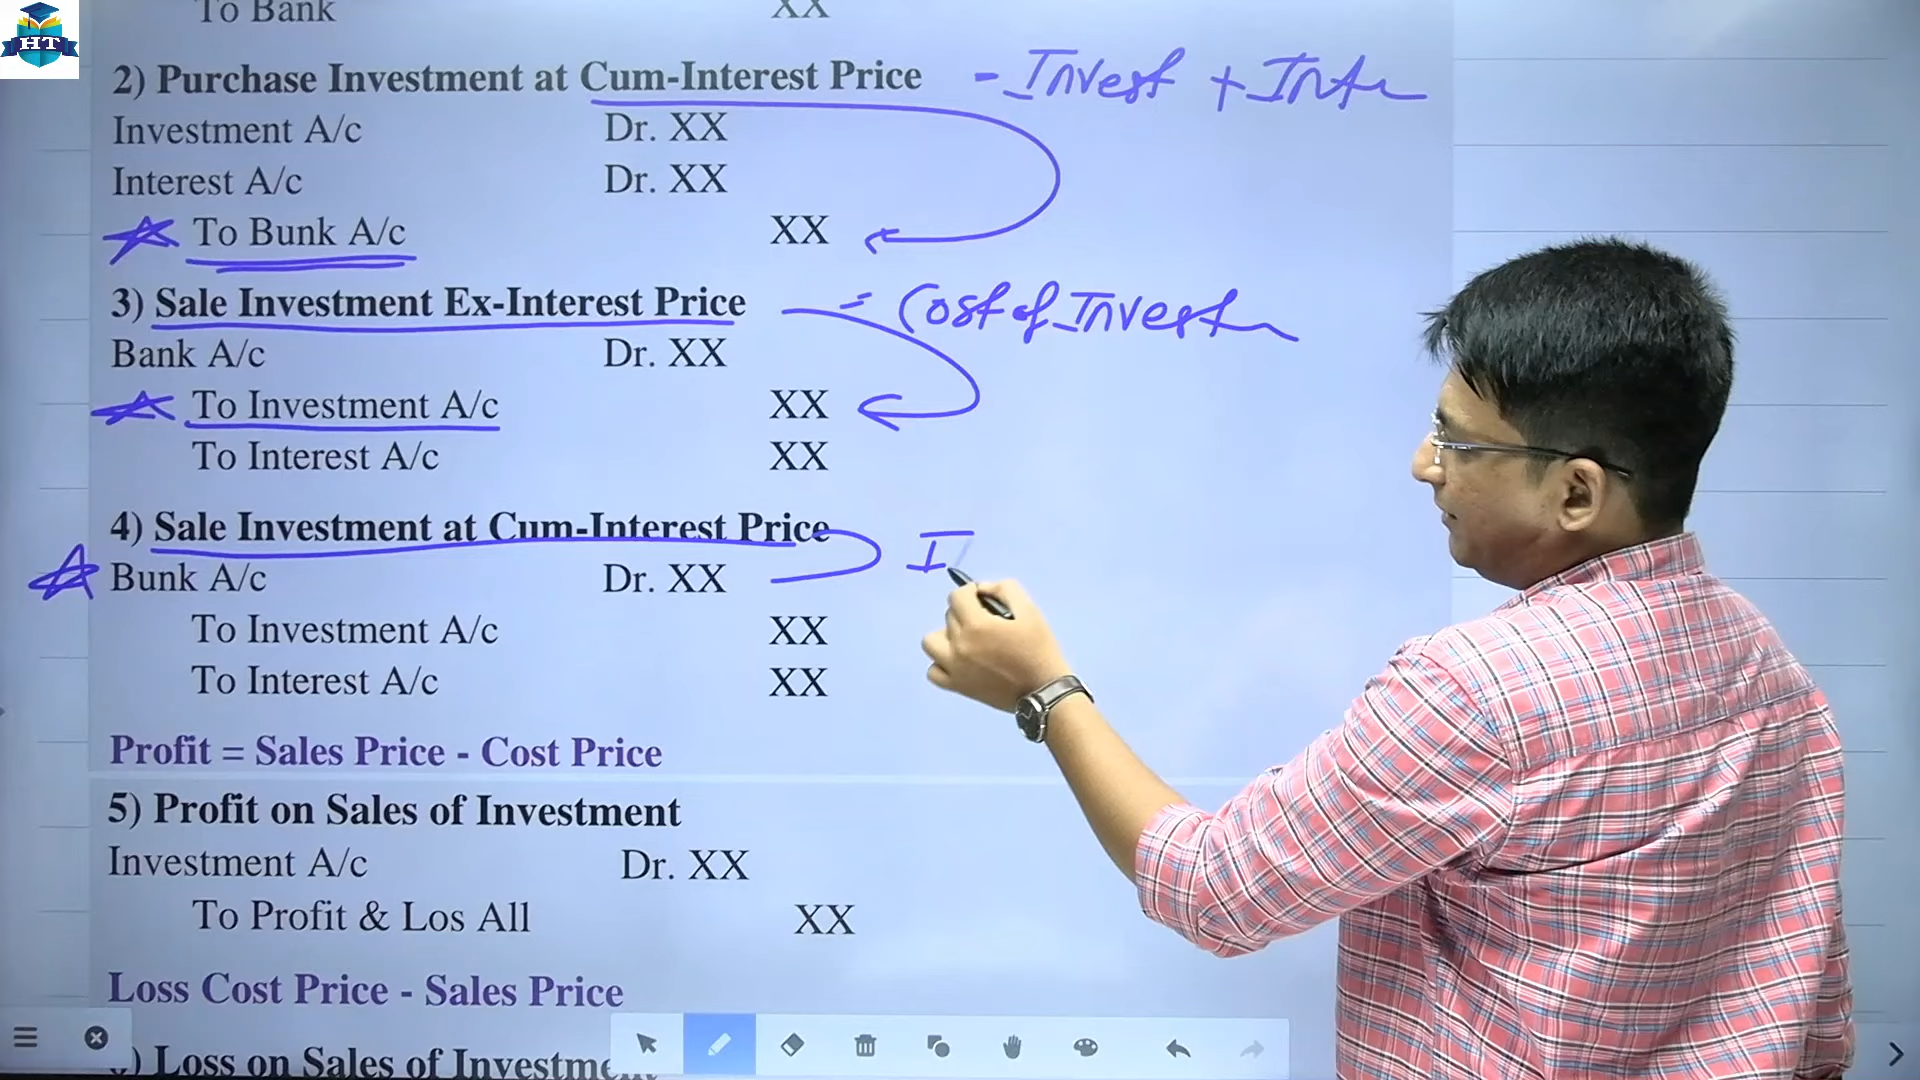 HT
To Bank XX
2) Purchase Investment at Cum-Interest Price - Invest + Int
Investment A/c Dr. XX
Interest A/c Dr. XX
To Bunk A/c XX
3) Sale Investment Ex-Interest Price = Cost of Invest
Bank A/c Dr. XX
To Investment A/c XX
To Interest A/c XX
4) Sale Investment at Cum-Interest Price I
Bunk A/c Dr. XX
To Investment A/c XX
To Interest A/c XX
Profit = Sales Price - Cost Price
5) Profit on Sales of Investment
Investment A/c Dr. XX
To Profit & Los All XX
Loss Cost Price - Sales Price
) Loss on Sales of Investment